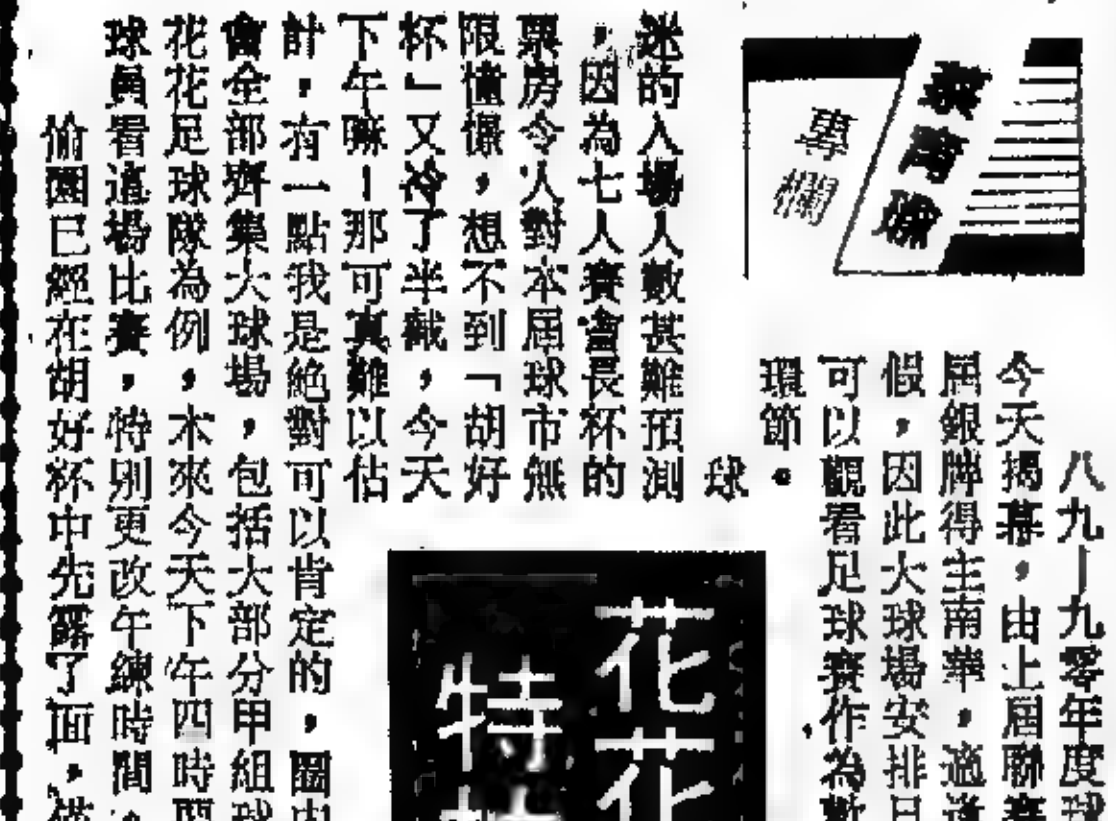 專欄
八九—九零年度球
今天揭幕，由上屆聯賽
屆銀牌得主南華，適逢
假，因此大球場安排日
可以觀看足球賽作為
環節。
球
迷的入場人數甚難預測
，因為七人賽會長杯的
票房令人對本屆球市無
限憧憬，想不到「胡好
杯」又冷了半截，今天
下午嘛—那可真難以估
計，有一點我是絕對可以肯定的，圈內
會全部齊集大球場，包括大部分甲組球
花花足球隊為例，本來今天下午四時
球員看這場比賽，特別更改午練時間，
偷圍已經在胡好杯中先露了面，
花花
特